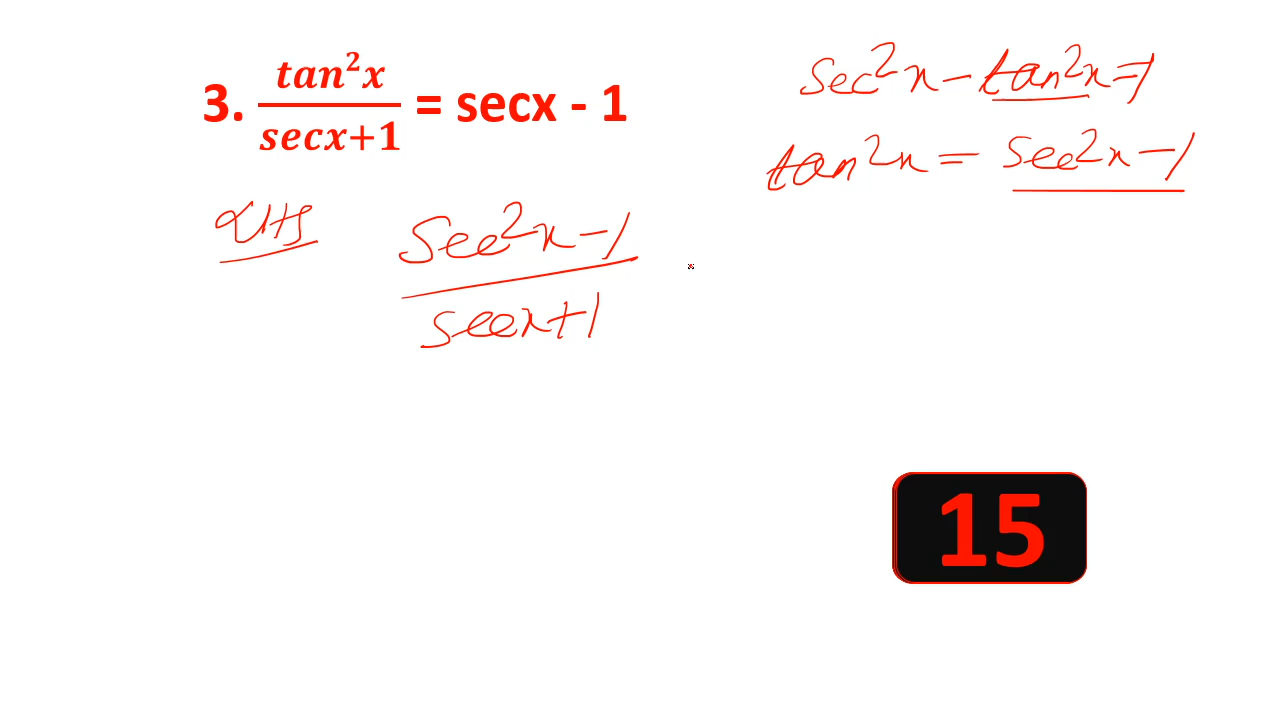 3. tan²x / secx+1 = secx - 1
sec²x - tan²x = 1
tan²x = sec²x - 1
LHS sec²x - 1 / secx+1
15